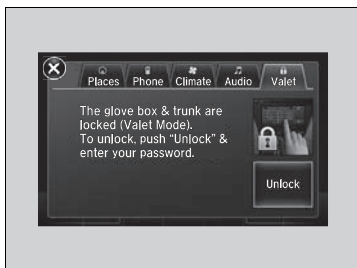 Places Phone Climate Audio Valet
The glove box & trunk are
locked (Valet Mode).
To unlock, push "Unlock" &
enter your password.
Unlock